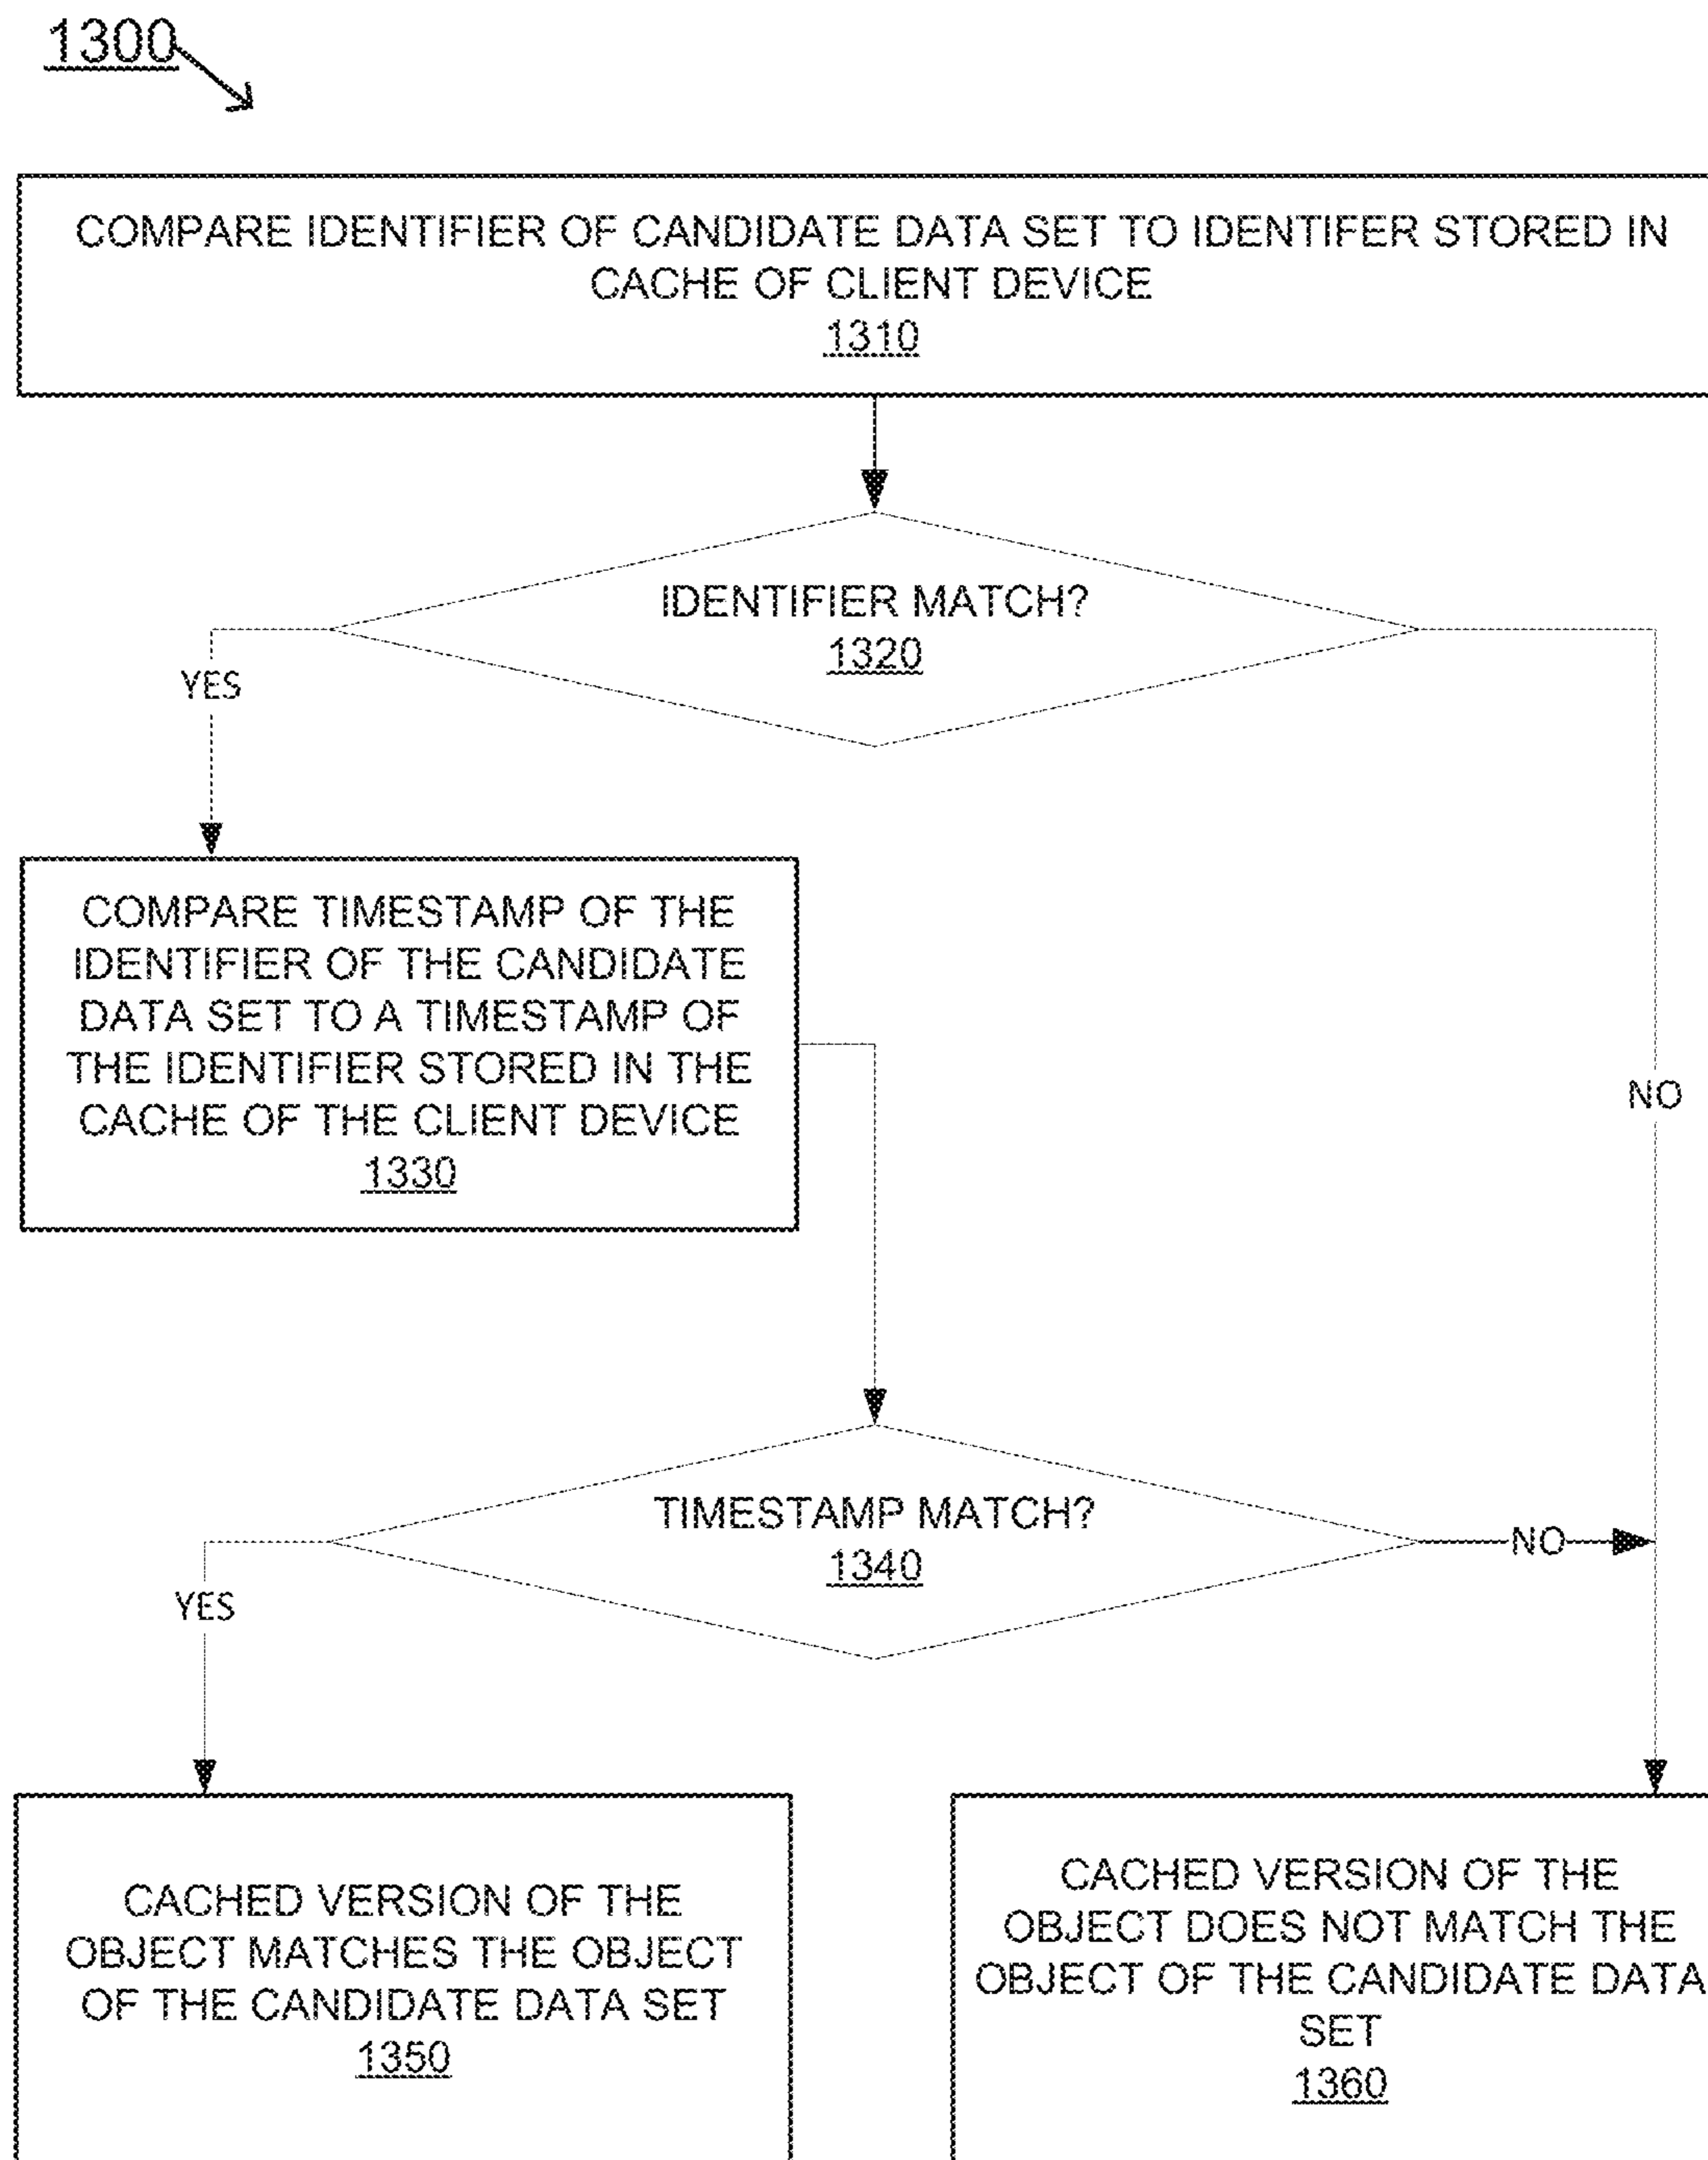 1300
COMPARE IDENTIFIER OF CANDIDATE DATA SET TO IDENTIFER STORED IN
CACHE OF CLIENT DEVICE
1310
IDENTIFIER MATCH?
1320
YES
COMPARE TIMESTAMP OF THE
IDENTIFIER OF THE CANDIDATE
DATA SET TO A TIMESTAMP OF
THE IDENTIFIER STORED IN THE
CACHE OF THE CLIENT DEVICE
1330
NO
TIMESTAMP MATCH?
1340
NO
YES
CACHED VERSION OF THE
OBJECT MATCHES THE OBJECT
OF THE CANDIDATE DATA SET
1350
CACHED VERSION OF THE
OBJECT DOES NOT MATCH THE
OBJECT OF THE CANDIDATE DATA
SET
1360